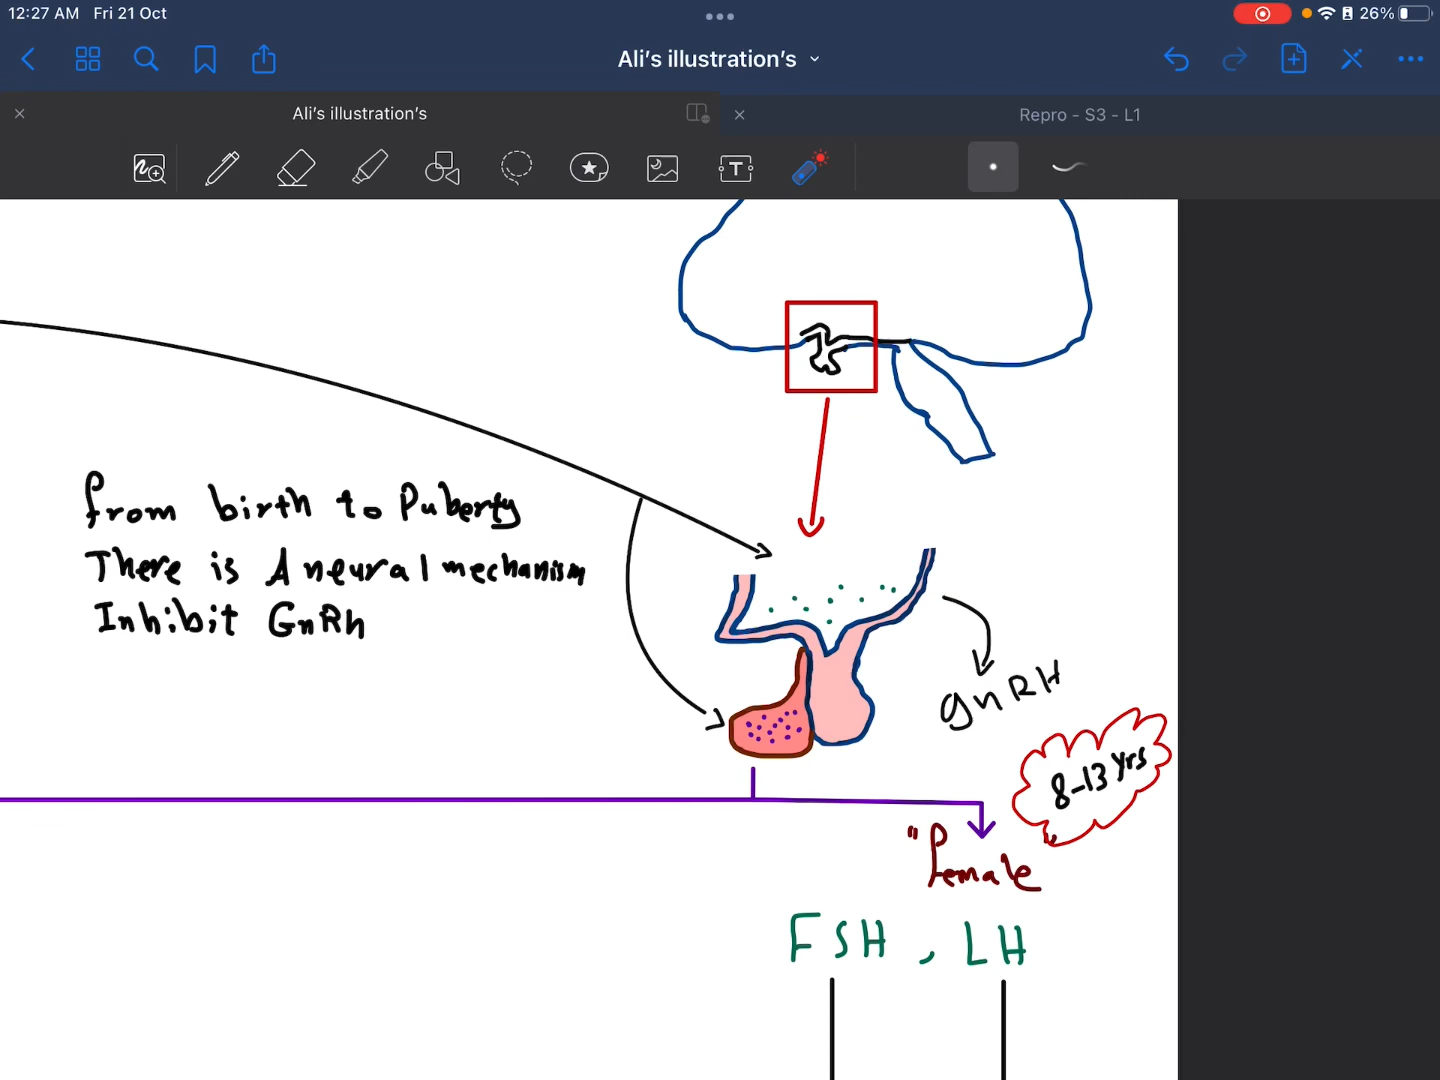 12:27 AM Fri 21 Oct
26%
Ali's illustration's
Ali's illustration's
Repro - S3 - L1
T
from birth to Puberty
There is A neural mechanism
Inhibit GnRh
gnRH
8-13 yrs
"female
FSH , LH